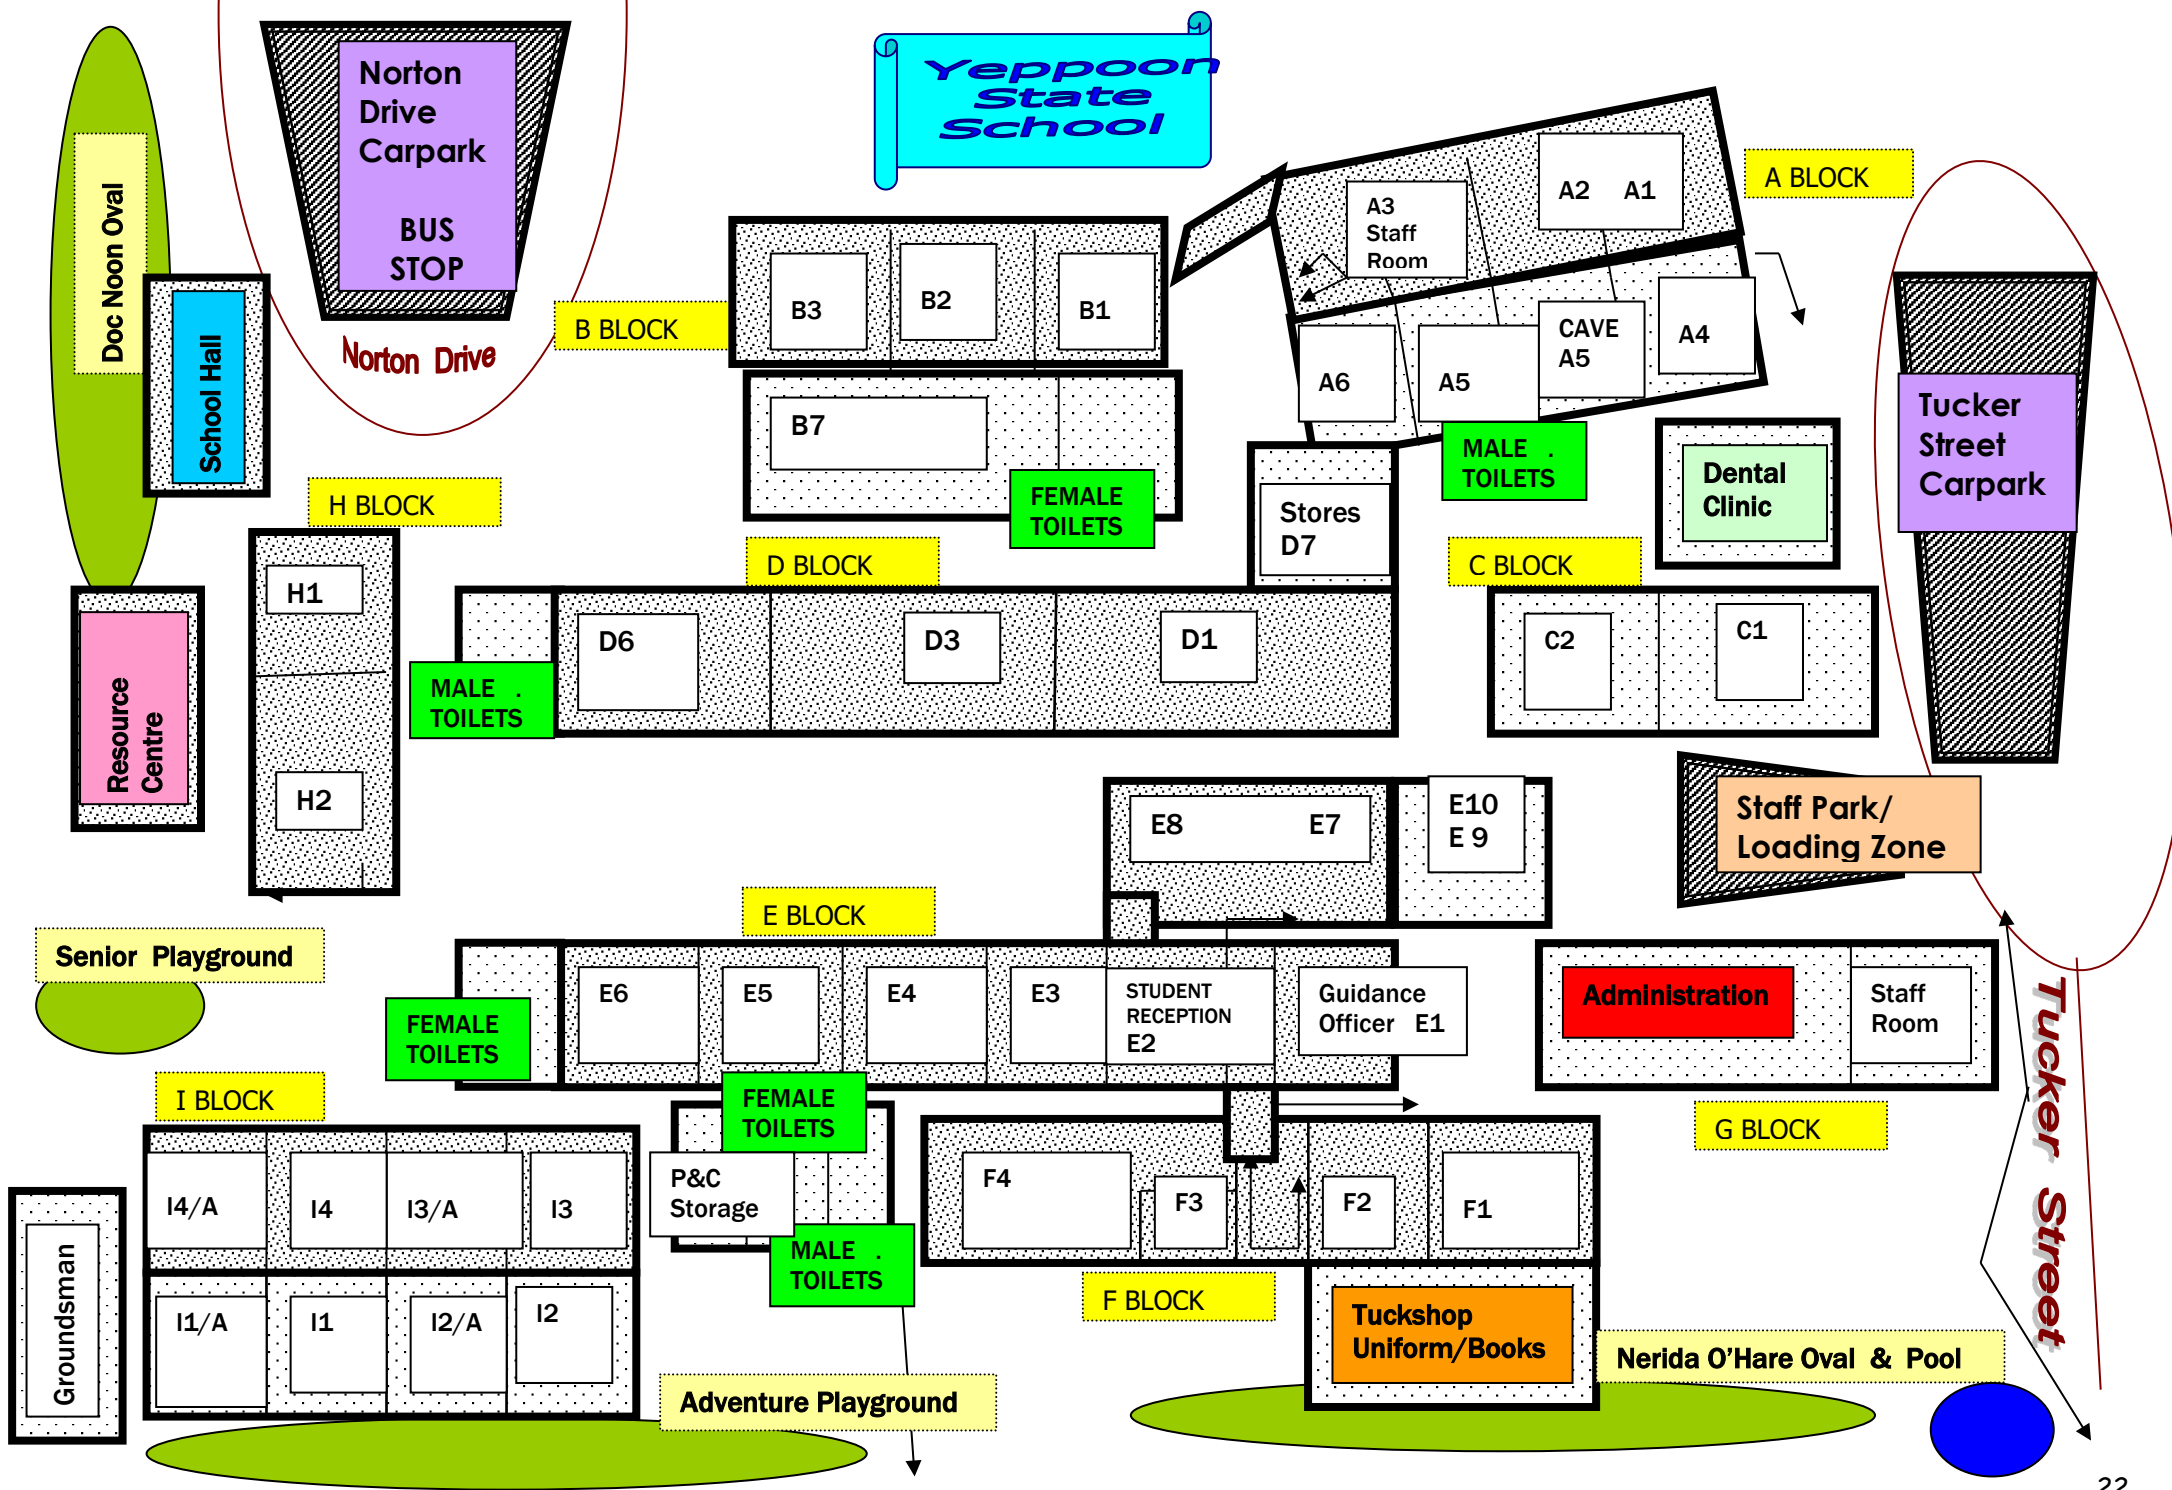 Yeppoon
State
School
Norton
Drive
Carpark
BUS
STOP
Norton Drive
Doc Noon Oval
School Hall
A BLOCK
A2 A1
A3
Staff
Room
CAVE
A5
A4
A6
A5
B BLOCK
B3
B2
B1
B7
FEMALE
TOILETS
MALE .
TOILETS
Dental
Clinic
Tucker
Street
Carpark
Stores
D7
H BLOCK
H1
H2
Resource
Centre
D BLOCK
D6
D3
D1
MALE .
TOILETS
C BLOCK
C2
C1
Staff Park/
Loading Zone
E8 E7
E10
E 9
E BLOCK
Senior Playground
E6
E5
E4
E3
STUDENT
RECEPTION
E2
Guidance
Officer E1
FEMALE
TOILETS
Administration
Staff
Room
G BLOCK
Tucker Street
I BLOCK
I4/A
I4
I3/A
I3
I1/A
I1
I2/A
I2
Groundsman
FEMALE
TOILETS
P&C
Storage
MALE .
TOILETS
F4
F3
F2
F1
F BLOCK
Tuckshop
Uniform/Books
Nerida O'Hare Oval & Pool
Adventure Playground
22